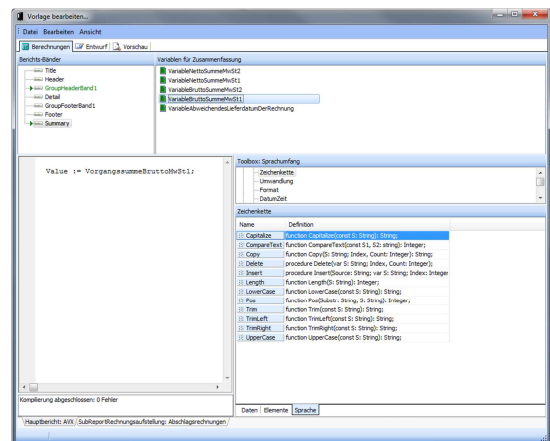 Vorlage bearbeiten...
Datei Bearbeiten Ansicht
Berechnungen Entwurf Vorschau
Berichts-Bänder
Title
Header
GroupHeaderBand1
Detail
GroupFooterBand1
Footer
Summary
Variablen für Zusammenfassung
VariableNettoSummeMwSt2
VariableNettoSummeMwSt1
VariableBruttoSummeMwSt2
VariableBruttoSummeMwSt1
VariableAbweichendesLieferdatumDerRechnung
Value := VorgangssummeBruttoMwSt1;
Toolbox: Sprachumfang
Zeichenkette
Umwandlung
Format
DatumZeit
Zeichenkette
Name Definition
Capitalize function Capitalize(const S: String): String;
CompareText function CompareText(const S1, S2: string): Integer;
Copy function Copy(S: String; Index, Count: Integer): String;
Delete procedure Delete(var S: String; Index, Count: Integer);
Insert procedure Insert(Source: String; var S: String; Index: Integer
Length function Length(S: String): Integer;
LowerCase function LowerCase(const S: String): String;
Pos function Pos(Substr: String; S: String): Integer;
Trim function Trim(const S: String): String;
TrimLeft function TrimLeft(const S: String): String;
TrimRight function TrimRight(const S: String): String;
UpperCase function UpperCase(const S: String): String;
Kompilierung abgeschlossen: 0 Fehler
Daten Elemente Sprache
Hauptbericht: AVX SubReportRechnungsaufstellung: Abschlagsrechnungen